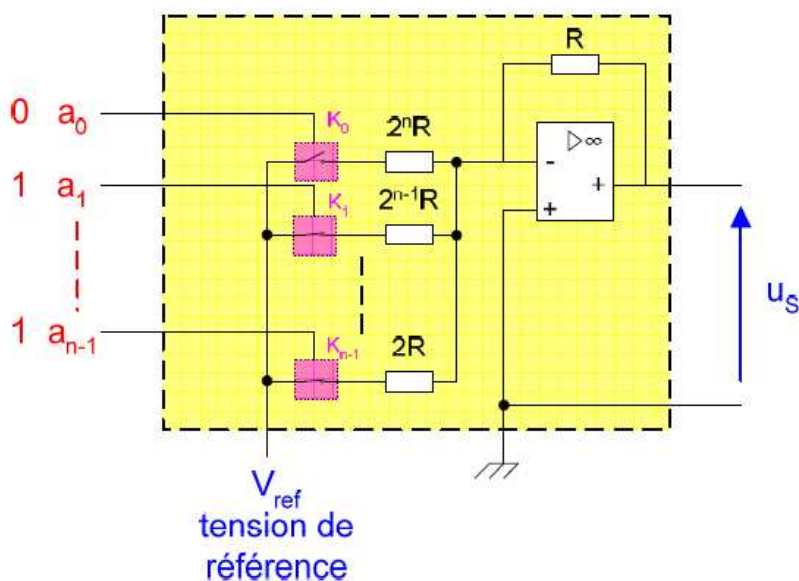 R
0 a₀
K₀
2ⁿR
▷∞
-
+
+
1 a₁
K₁
2ⁿ⁻¹R
uS
1 aₙ₋₁
Kₙ₋₁
2R
Vref
tension de
référence